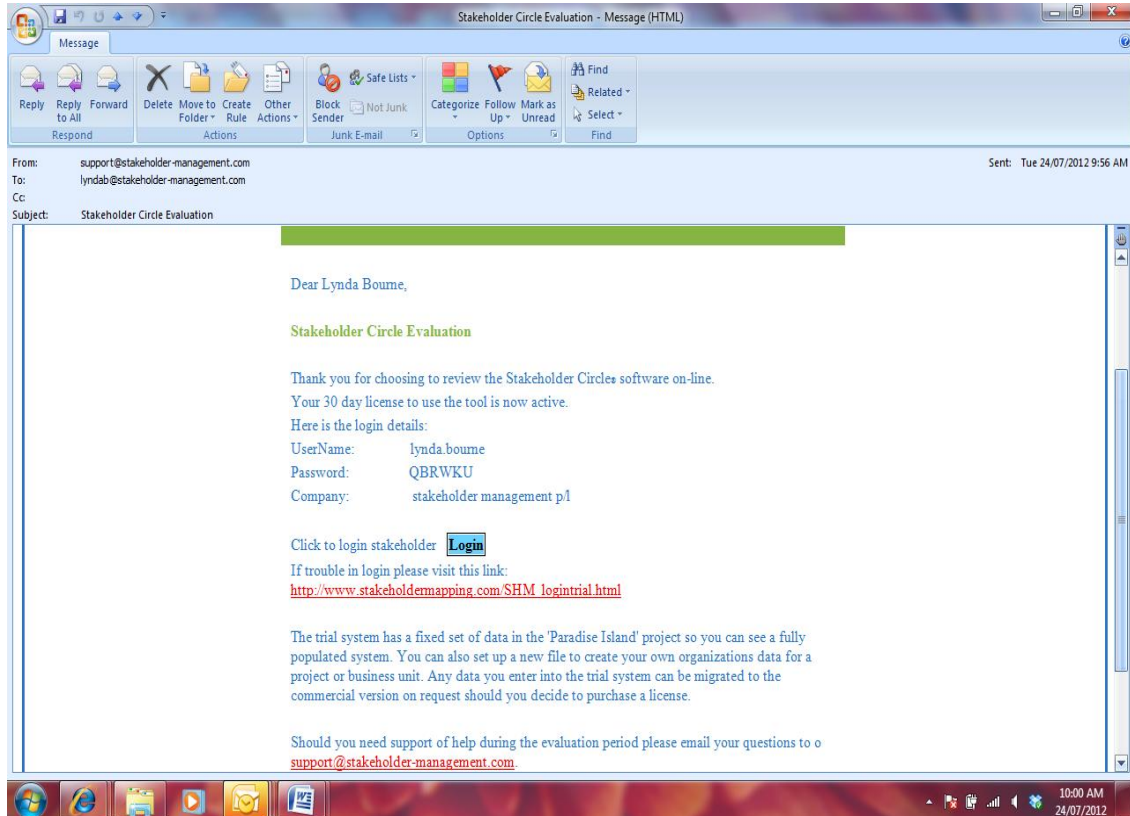 Stakeholder Circle Evaluation - Message (HTML)
Message
Reply
Reply to All
Forward
Delete
Move to Folder
Create Rule
Other Actions
Block Sender
Safe Lists
Not Junk
Categorize
Follow Up
Mark as Unread
Find
Related
Select
Respond
Actions
Junk E-mail
Options
Find
From: support@stakeholder-management.com
Sent: Tue 24/07/2012 9:56 AM
To: lyndab@stakeholder-management.com
Cc:
Subject: Stakeholder Circle Evaluation
Dear Lynda Bourne,
Stakeholder Circle Evaluation
Thank you for choosing to review the Stakeholder Circle® software on-line.
Your 30 day license to use the tool is now active.
Here is the login details:
UserName: lynda.bourne
Password: QBRWKU
Company: stakeholder management p/l
Click to login stakeholder Login
If trouble in login please visit this link:
http://www.stakeholdermapping.com/SHM_logintrial.html
The trial system has a fixed set of data in the 'Paradise Island' project so you can see a fully
populated system. You can also set up a new file to create your own organizations data for a
project or business unit. Any data you enter into the trial system can be migrated to the
commercial version on request should you decide to purchase a license.
Should you need support of help during the evaluation period please email your questions to o
support@stakeholder-management.com.
10:00 AM
24/07/2012